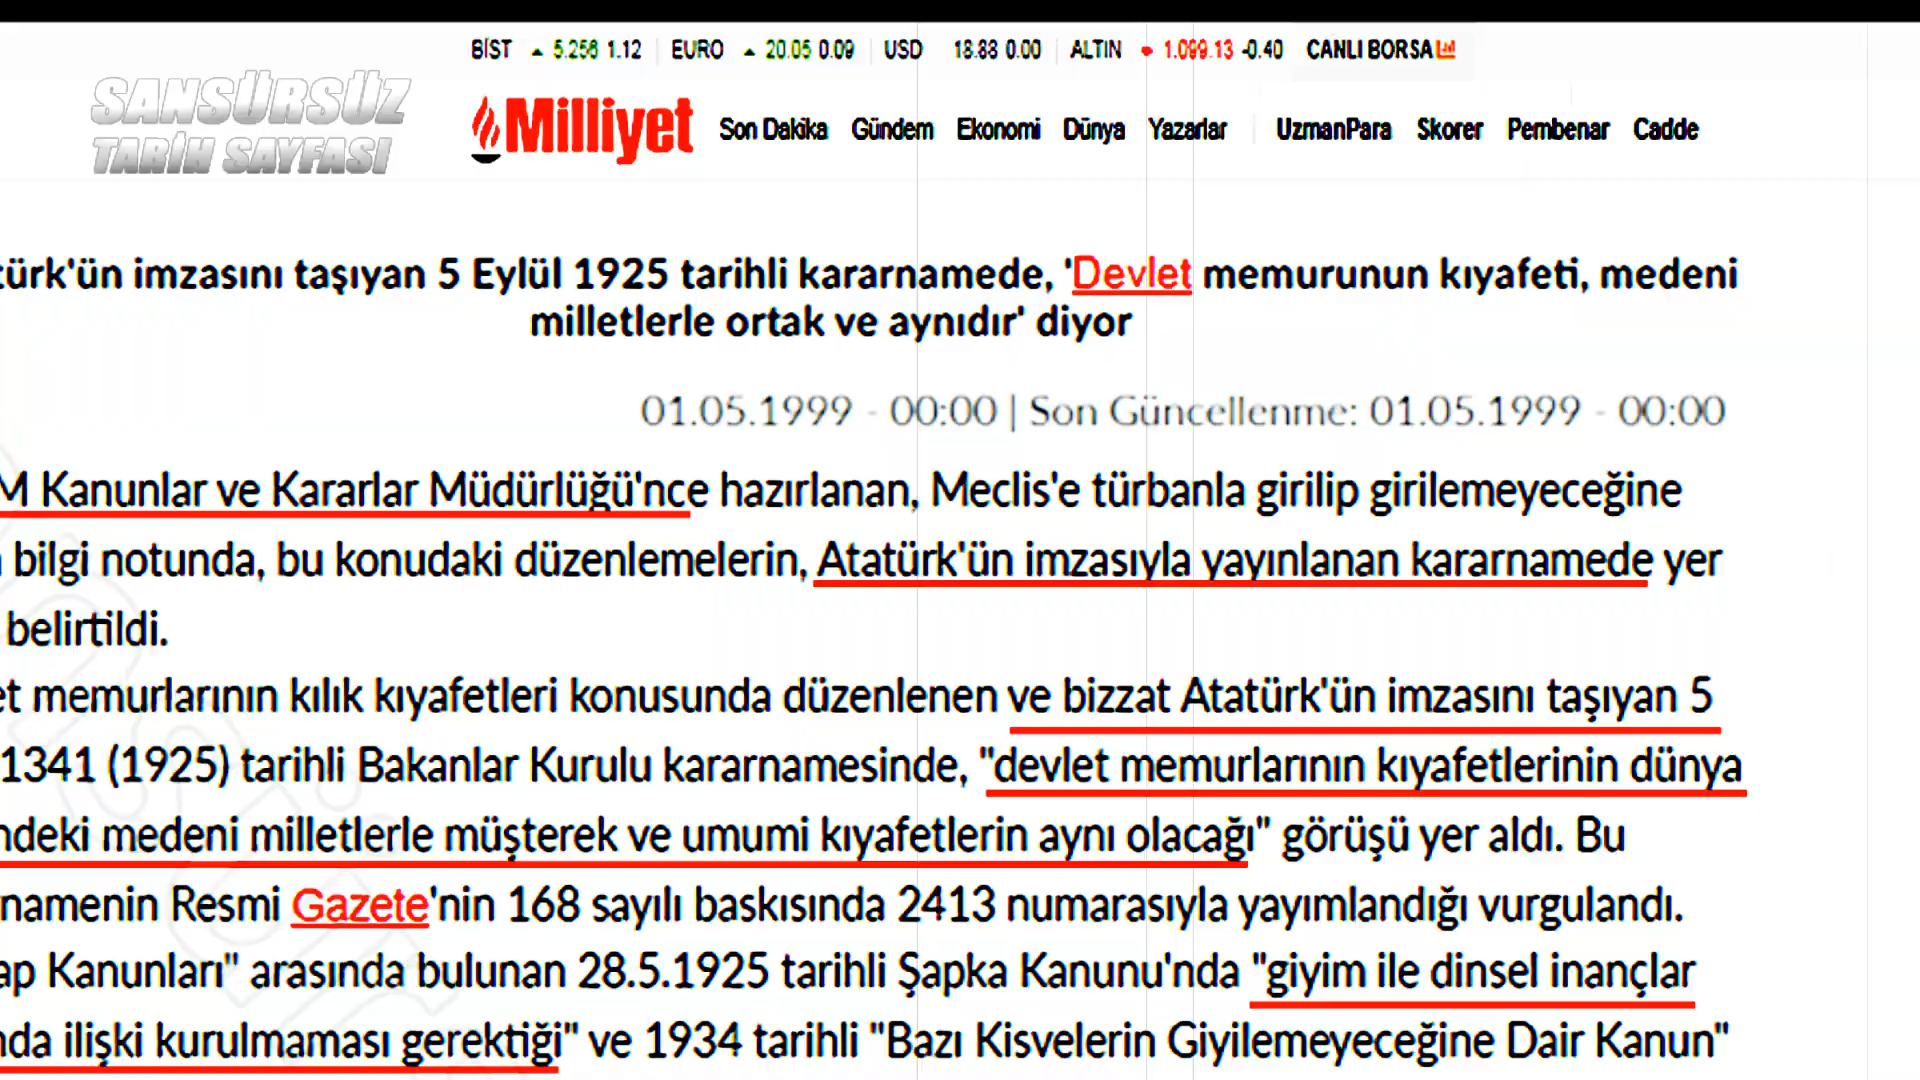 BİST 5.256 1.12 EURO 20.05 0.09 USD 18.83 0.00 ALTIN 1.099.13 -0.40 CANLI BORSA
SANSÜRSÜZ
TARİH SAYFASI
Milliyet Son Dakika Gündem Ekonomi Dünya Yazarlar UzmanPara Skorer Pembenar Cadde
türk'ün imzasını taşıyan 5 Eylül 1925 tarihli kararnamede, 'Devlet memurunun kıyafeti, medeni
milletlerle ortak ve aynıdır' diyor
01.05.1999 - 00:00 | Son Güncellenme: 01.05.1999 - 00:00
M Kanunlar ve Kararlar Müdürlüğü'nce hazırlanan, Meclis'e türbanla girilip girilemeyeceğine
bilgi notunda, bu konudaki düzenlemelerin, Atatürk'ün imzasıyla yayınlanan kararnamede yer
belirtildi.
et memurlarının kılık kıyafetleri konusunda düzenlenen ve bizzat Atatürk'ün imzasını taşıyan 5
1341 (1925) tarihli Bakanlar Kurulu kararnamesinde, "devlet memurlarının kıyafetlerinin dünya
ndeki medeni milletlerle müşterek ve umumi kıyafetlerin aynı olacağı" görüşü yer aldı. Bu
namenin Resmi Gazete'nin 168 sayılı baskısında 2413 numarasıyla yayımlandığı vurgulandı.
ap Kanunları" arasında bulunan 28.5.1925 tarihli Şapka Kanunu'nda "giyim ile dinsel inançlar
nda ilişki kurulmaması gerektiği" ve 1934 tarihli "Bazı Kisvelerin Giyilemeyeceğine Dair Kanun"